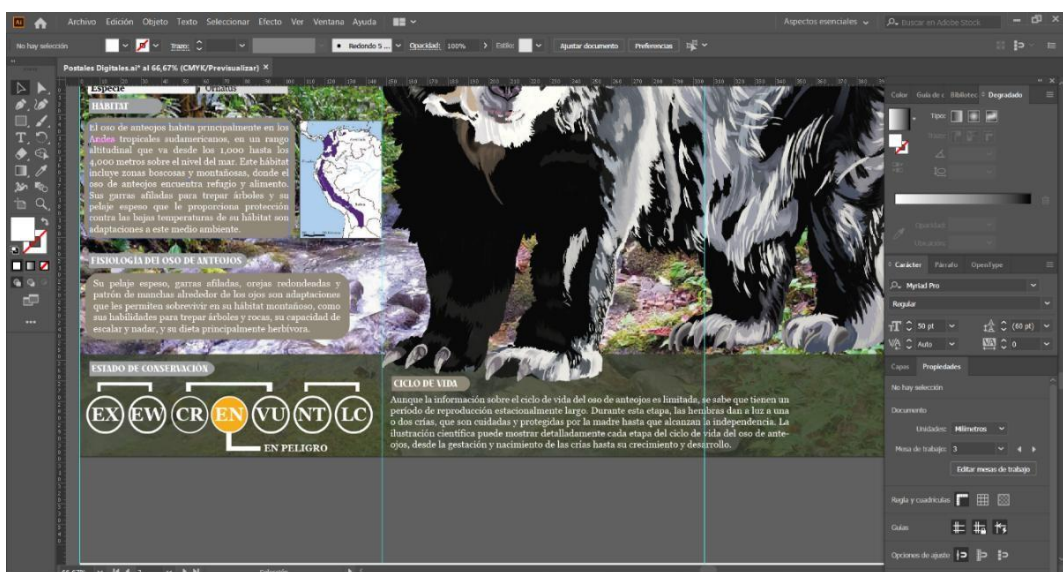 Archivo Edición Objeto Texto Seleccionar Efecto Ver Ventana Ayuda
Aspectos esenciales
Buscar en Adobe Stock
No hay selección
Trazo:
Redondo 5 ...
Opacidad: 100%
Estilo:
Ajustar documento
Preferencias
Postales Digitales.ai* al 66,67% (CMYK/Previsualizar) ×
Especie
Ornatus
HÁBITAT
El oso de anteojos habita principalmente en los
Andes tropicales sudamericanos, en un rango
altitudinal que va desde los 1,000 hasta los
4,000 metros sobre el nivel del mar. Este hábitat
incluye zonas boscosas y montañosas, donde el
oso de anteojos encuentra refugio y alimento.
Sus garras afiladas para trepar árboles y su
pelaje espeso que le proporciona protección
contra las bajas temperaturas de su hábitat son
adaptaciones a este medio ambiente.
FISIOLOGÍA DEL OSO DE ANTEOJOS
Su pelaje espeso, garras afiladas, orejas redondeadas y
patrón de manchas alrededor de los ojos son adaptaciones
que les permiten sobrevivir en su hábitat montañoso, como
sus habilidades para trepar árboles y rocas, su capacidad de
escalar y nadar, y su dieta principalmente herbívora.
ESTADO DE CONSERVACIÓN
EX EW CR EN VU NT LC
EN PELIGRO
CICLO DE VIDA
Aunque la información sobre el ciclo de vida del oso de anteojos es limitada, se sabe que tienen un
período de reproducción estacionalmente largo. Durante esta etapa, las hembras dan a luz a una
o dos crías, que son cuidadas y protegidas por la madre hasta que alcanzan la independencia. La
ilustración científica puede mostrar detalladamente cada etapa del ciclo de vida del oso de ante-
ojos, desde la gestación y nacimiento de las crías hasta su crecimiento y desarrollo.
Color Guía de c Bibliotec Degradado
Tipo:
Trazo:
Opacidad:
Ubicación:
Carácter Párrafo OpenType
Myriad Pro
Regular
50 pt
(60 pt)
Auto
0
Capas Propiedades
No hay selección
Documento
Unidades: Milímetros
Mesa de trabajo: 3
Editar mesas de trabajo
Regla y cuadrículas
Guías
Opciones de ajuste
66,67%
Selección